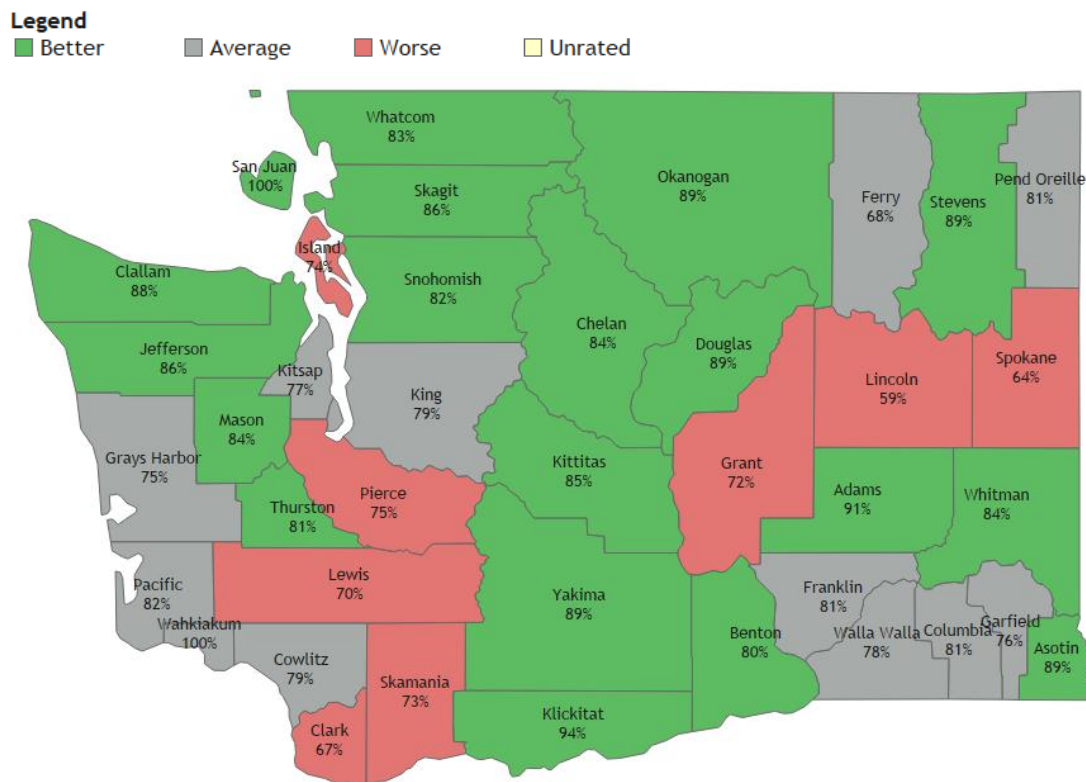 Legend
Better Average Worse Unrated
Whatcom
83%
San Juan
100%
Skagit
86%
Okanogan
89%
Ferry
68%
Stevens
89%
Pend Oreille
81%
Island
74%
Clallam
88%
Snohomish
82%
Chelan
84%
Douglas
89%
Jefferson
86%
Kitsap
77%
King
79%
Lincoln
59%
Spokane
64%
Mason
84%
Grays Harbor
75%
Kittitas
85%
Grant
72%
Pierce
75%
Thurston
81%
Adams
91%
Whitman
84%
Lewis
70%
Pacific
82%
Wahkiakum
100%
Yakima
89%
Franklin
81%
Benton
80%
Walla Walla
78%
Columbia
81%
Garfield
76%
Asotin
89%
Cowlitz
79%
Skamania
73%
Clark
67%
Klickitat
94%